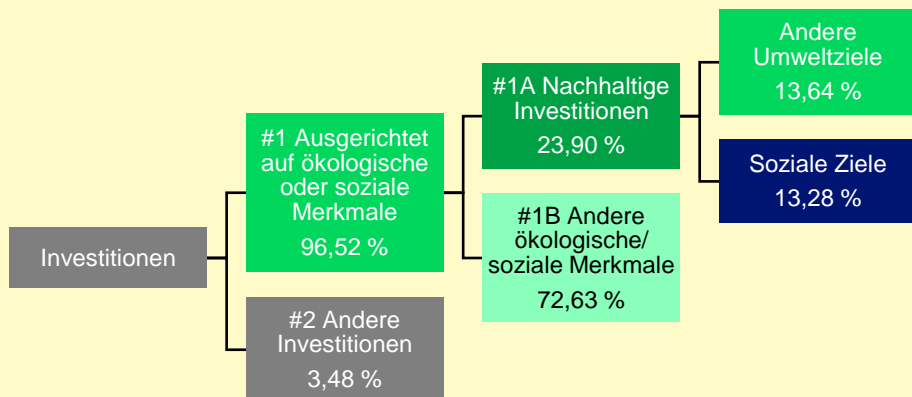 Investitionen
#1 Ausgerichtet
auf ökologische
oder soziale
Merkmale
96,52 %
#2 Andere
Investitionen
3,48 %
#1A Nachhaltige
Investitionen
23,90 %
#1B Andere
ökologische/
soziale Merkmale
72,63 %
Andere
Umweltziele
13,64 %
Soziale Ziele
13,28 %